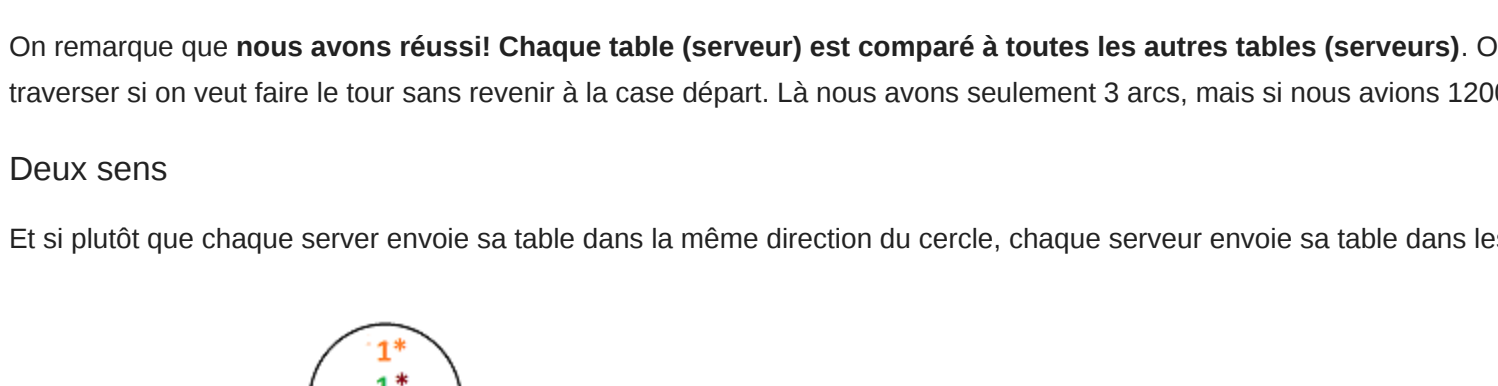 On remarque que nous avons réussi! Chaque table (serveur) est comparé à toutes les autres tables (serveurs). O
traverser si on veut faire le tour sans revenir à la case départ. Là nous avons seulement 3 arcs, mais si nous avions 1200
Deux sens
Et si plutôt que chaque server envoie sa table dans la même direction du cercle, chaque serveur envoie sa table dans les
1*
1*